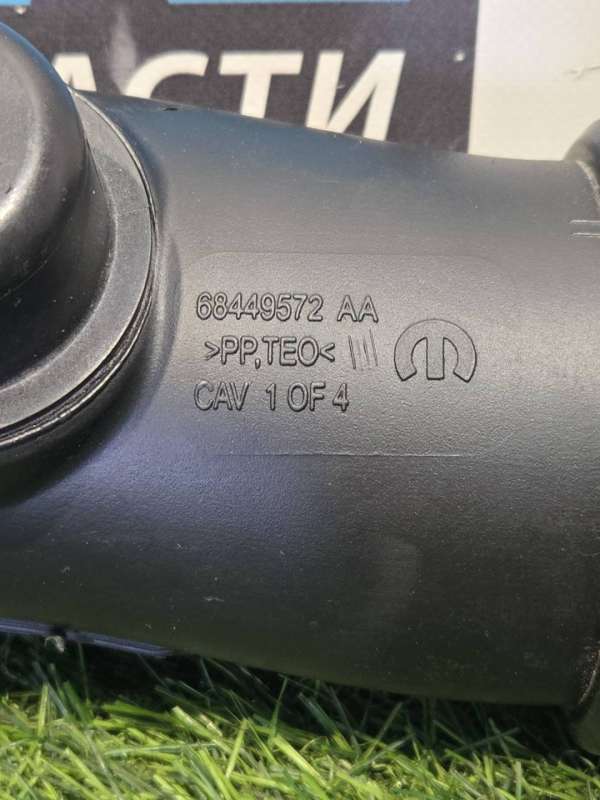 АСТИ
68449572 AA
>PP,TEO<
CAV 1 OF 4